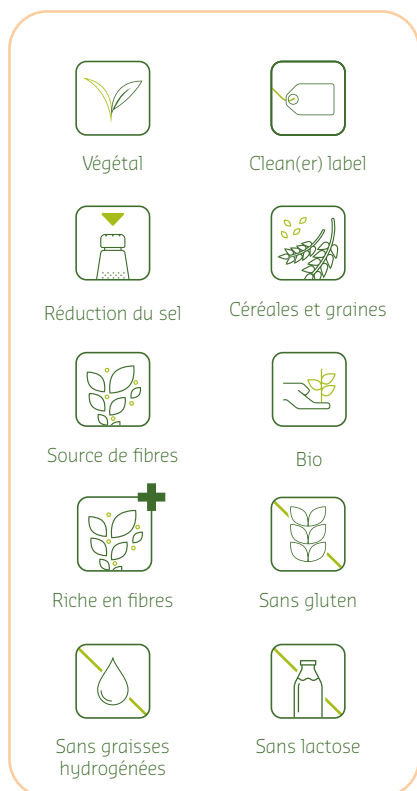 Végétal
Clean(er) label
Réduction du sel
Céréales et graines
Source de fibres
Bio
Riche en fibres
Sans gluten
Sans graisses
hydrogénées
Sans lactose